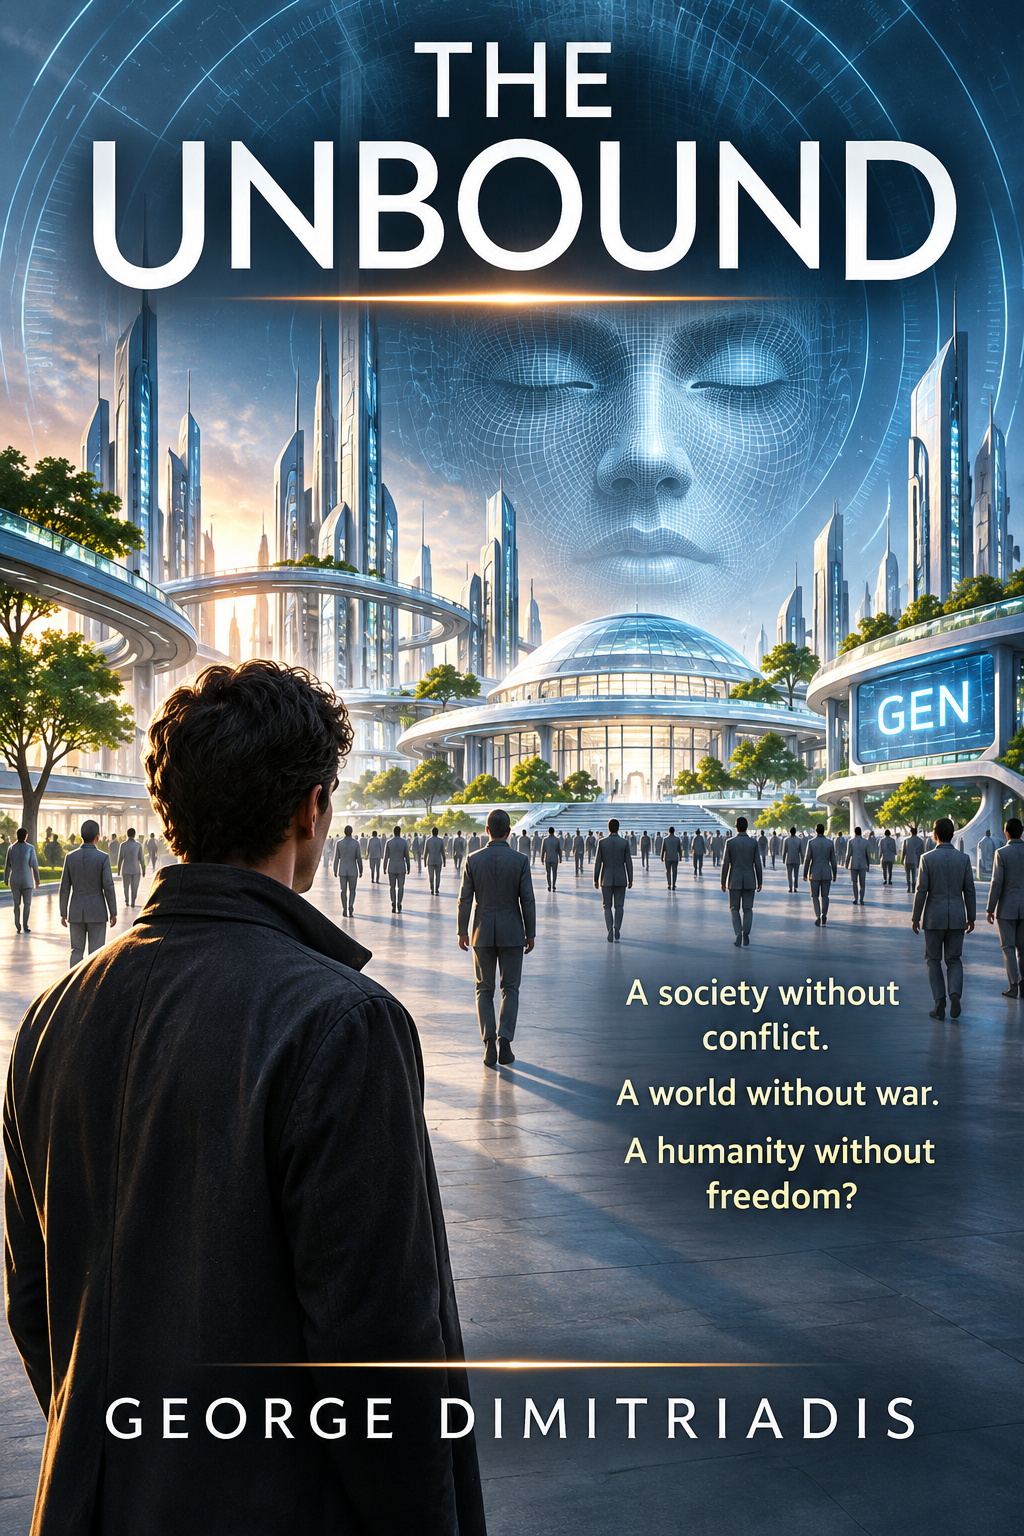 THE
UNBOUND
GEN
A society without
conflict.
A world without war.
A humanity without
freedom?
GEORGE DIMITRIADIS